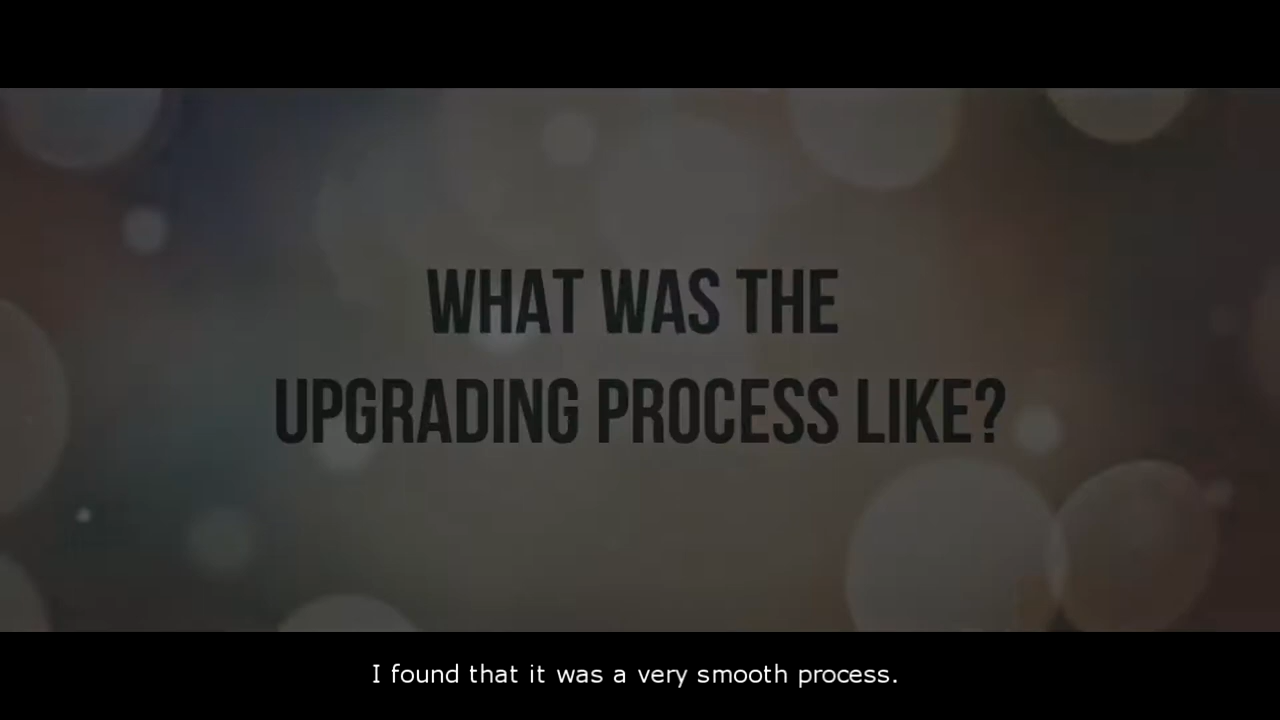 WHAT WAS THE
UPGRADING PROCESS LIKE?
I found that it was a very smooth process.